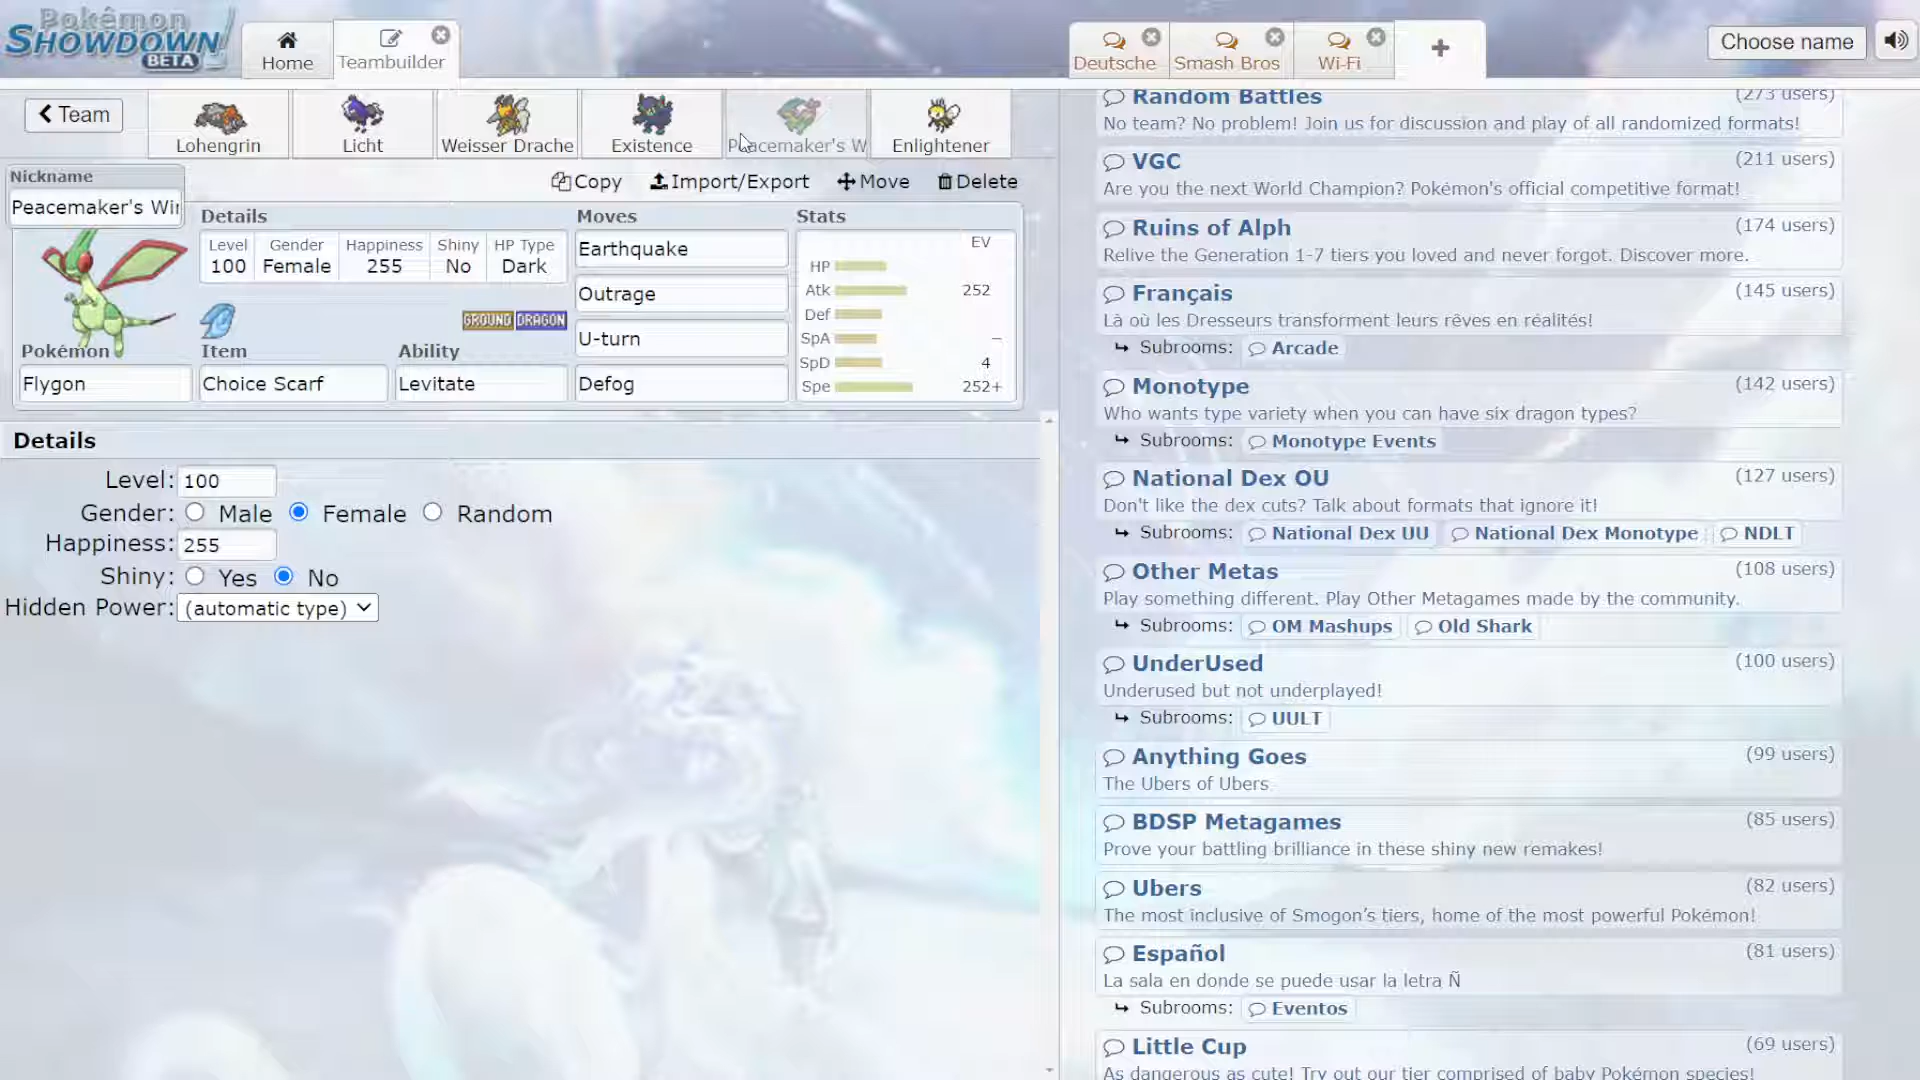 Pokémon
SHOWDOWN!
BETA
Home
Teambuilder
Deutsche
Smash Bros
Wi-Fi
Choose name
Team
Lohengrin
Licht
Weisser Drache
Existence
Peacemaker's W
Enlightener
Copy
Import/Export
Move
Delete
Nickname
Peacemaker's Wi
Details
Level
100
Gender
Female
Happiness
255
Shiny
No
HP Type
Dark
GROUND DRAGON
Pokémon
Flygon
Item
Choice Scarf
Ability
Levitate
Moves
Earthquake
Outrage
U-turn
Defog
Stats
EV
HP
Atk 252
Def
SpA –
SpD 4
Spe 252+
Details
Level: 100
Gender: Male Female Random
Happiness: 255
Shiny: Yes No
Hidden Power: (automatic type)
Random Battles (273 users)
No team? No problem! Join us for discussion and play of all randomized formats!
VGC (211 users)
Are you the next World Champion? Pokémon's official competitive format!
Ruins of Alph (174 users)
Relive the Generation 1-7 tiers you loved and never forgot. Discover more.
Français (145 users)
Là où les Dresseurs transforment leurs rêves en réalités!
Subrooms: Arcade
Monotype (142 users)
Who wants type variety when you can have six dragon types?
Subrooms: Monotype Events
National Dex OU (127 users)
Don't like the dex cuts? Talk about formats that ignore it!
Subrooms: National Dex UU National Dex Monotype NDLT
Other Metas (108 users)
Play something different. Play Other Metagames made by the community.
Subrooms: OM Mashups Old Shark
UnderUsed (100 users)
Underused but not underplayed!
Subrooms: UULT
Anything Goes (99 users)
The Ubers of Ubers.
BDSP Metagames (85 users)
Prove your battling brilliance in these shiny new remakes!
Ubers (82 users)
The most inclusive of Smogon's tiers, home of the most powerful Pokémon!
Español (81 users)
La sala en donde se puede usar la letra Ñ
Subrooms: Eventos
Little Cup (69 users)
As dangerous as cute! Try out our tier comprised of baby Pokémon species!